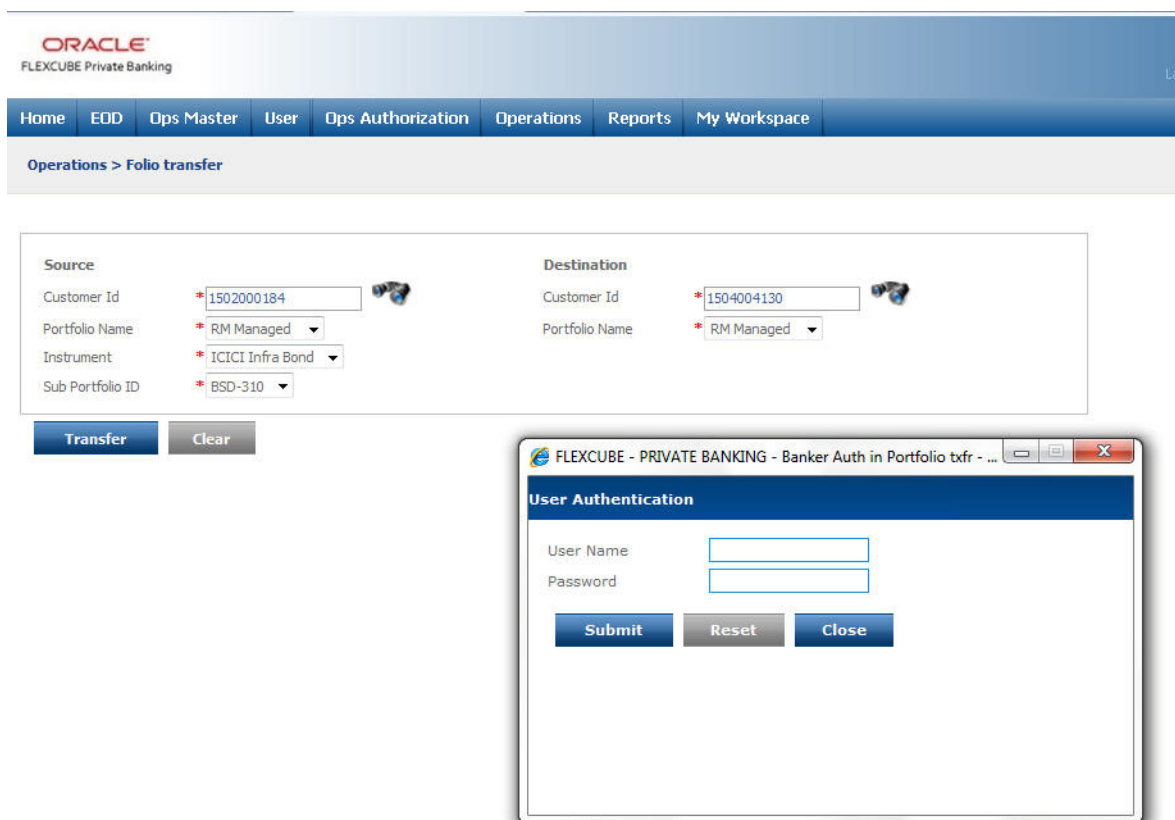 ORACLE
FLEXCUBE Private Banking
Home EOD Ops Master User Ops Authorization Operations Reports My Workspace
Operations > Folio transfer
Source Destination
Customer Id * 1502000184 Customer Id * 1504004130
Portfolio Name * RM Managed Portfolio Name * RM Managed
Instrument * ICICI Infra Bond
Sub Portfolio ID * BSD-310
Transfer Clear
FLEXCUBE - PRIVATE BANKING - Banker Auth in Portfolio txfr - ...
User Authentication
User Name
Password
Submit Reset Close